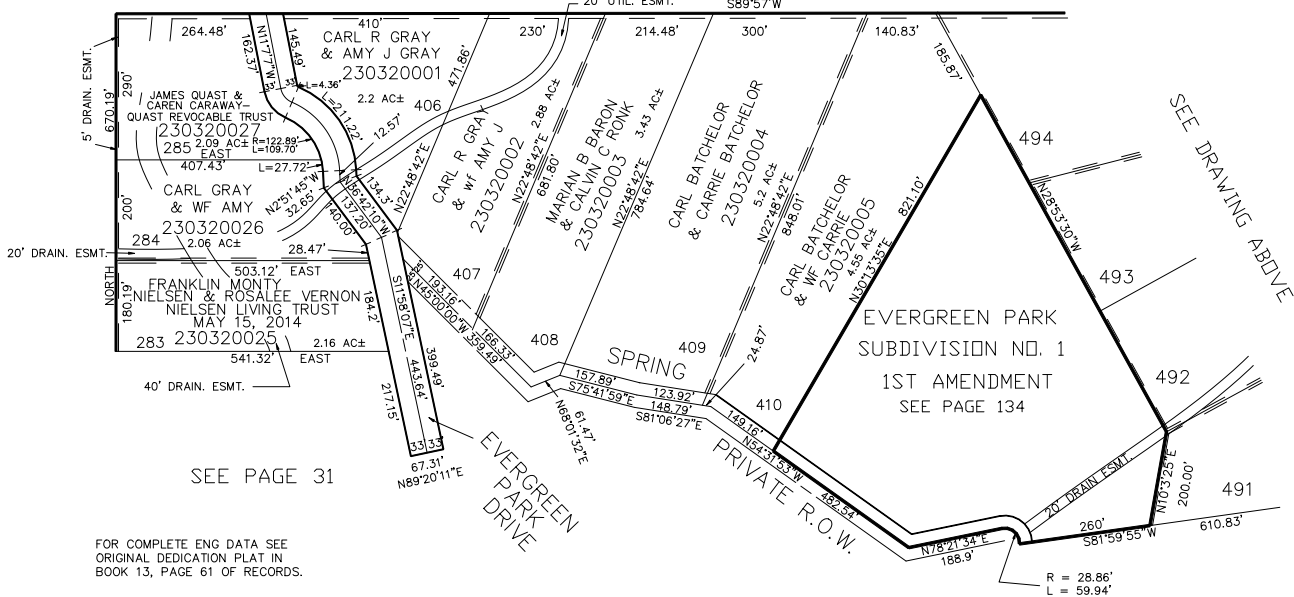 20' UTIL. ESMT.
S89°57'W
264.48'
410'
230'
214.48'
300'
140.83'
5' DRAIN. ESMT.
670.19'
290'
N11°7'7"W
162.37'
145.49'
33'
33'
L=4.36'
L=211.22'
CARL R GRAY
& AMY J GRAY
230320001
2.2 AC±
406
471.86'
12.57'
JAMES QUAST &
CAREN CARAWAY-
QUAST REVOCABLE TRUST
230320027
285
2.09 AC±
R=122.89'
L=109.70'
EAST
407.43'
L=27.72'
N2°51'45"W
32.65'
CARL GRAY
& WF AMY
230320026
2.06 AC±
200'
284
20' DRAIN. ESMT.
N36°42'10"W
134.3'
137.20'
140.00'
28.47'
503.12'
EAST
NORTH
180.19'
FRANKLIN MONTY
NIELSEN & ROSALEE VERNON
NIELSEN LIVING TRUST
MAY 15, 2014
230320025
283
2.16 AC±
541.32'
EAST
40' DRAIN. ESMT.
184.2'
S11°58'07"E
399.49'
443.64'
217.15'
33'
33'
67.31'
N89°20'11"E
EVERGREEN
PARK
DRIVE
SEE PAGE 31
FOR COMPLETE ENG DATA SEE
ORIGINAL DEDICATION PLAT IN
BOOK 13, PAGE 61 OF RECORDS.
N22°48'42"E
CARL R GRAY
& wf AMY J
230320002
2.88 AC±
407
193.16'
N45°00'00"W
359.49'
166.33'
N22°48'42"E
681.80'
MARIAN B BARON
& CALVIN C RONK
230320003
3.43 AC±
408
N22°48'42"E
784.64'
CARL BATCHELOR
& CARRIE BATCHELOR
230320004
5.2 AC±
409
N22°48'42"E
848.01'
CARL BATCHELOR
& WF CARRIE
230320005
4.55 AC±
410
24.87'
SPRING
157.89'
123.92'
S75°41'59"E
148.79'
S81°06'27"E
61.47'
N68°01'32"E
149.16'
N54°31'53"W
482.54'
PRIVATE R.O.W.
N30°13'35"E
821.10'
185.87'
EVERGREEN PARK
SUBDIVISION NO. 1
1ST AMENDMENT
SEE PAGE 134
494
N28°53'30"W
493
492
491
SEE DRAWING ABOVE
20' DRAIN ESMT
N10°3'25"E
200.00'
260'
S81°59'55"W
610.83'
N78°21'34"E
188.9'
R = 28.86'
L = 59.94'